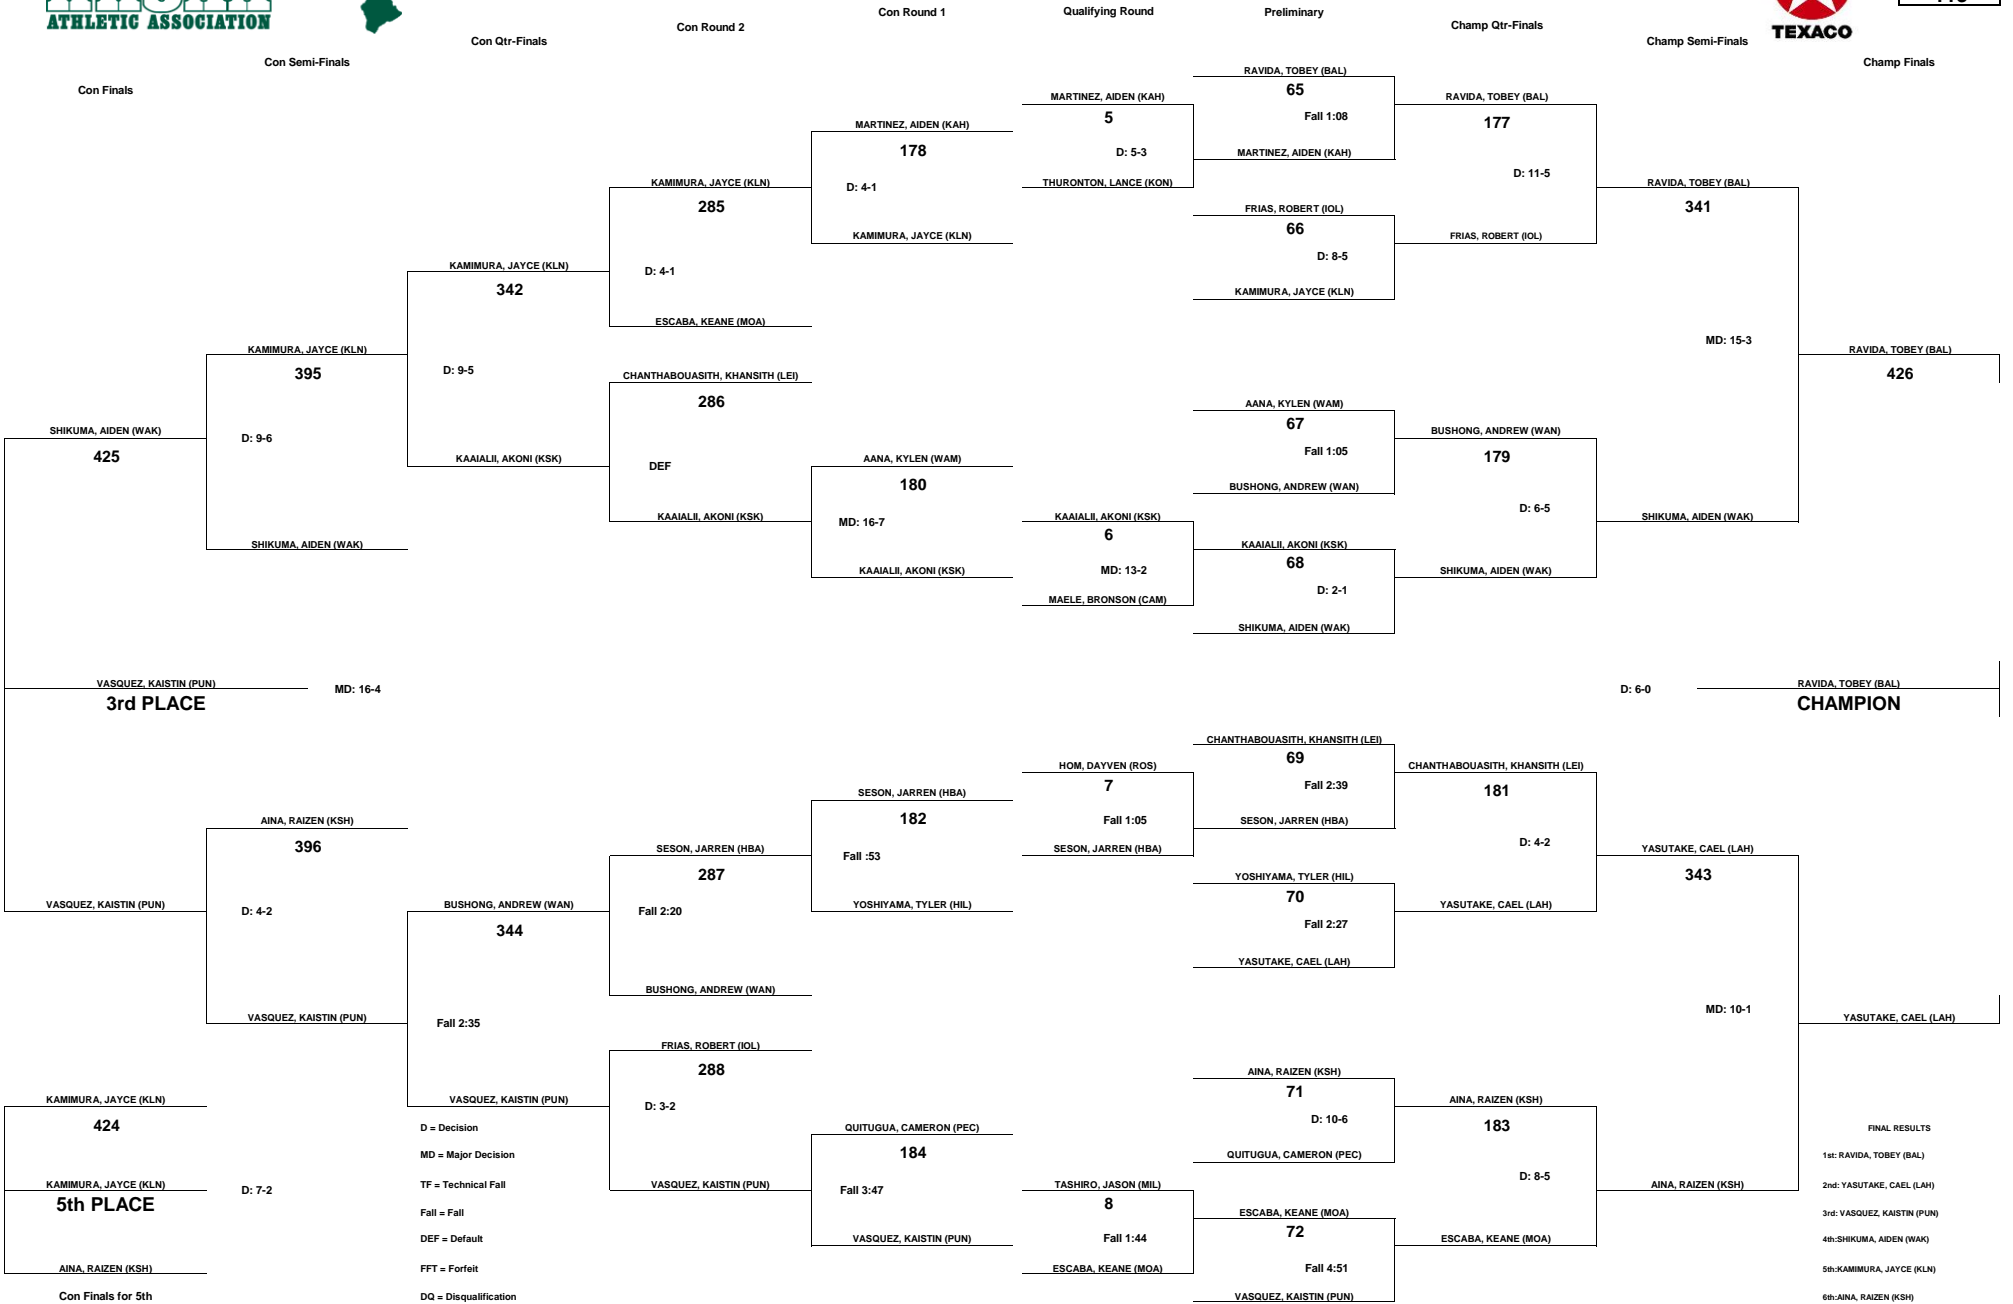 ATHLETIC ASSOCIATION
TEXACO
Con Finals
Con Semi-Finals
Con Qtr-Finals
Con Round 2
Con Round 1
Qualifying Round
Preliminary
Champ Qtr-Finals
Champ Semi-Finals
Champ Finals
SHIKUMA, AIDEN (WAK)
425
VASQUEZ, KAISTIN (PUN)
3rd PLACE
MD: 16-4
VASQUEZ, KAISTIN (PUN)
KAMIMURA, JAYCE (KLN)
424
KAMIMURA, JAYCE (KLN)
5th PLACE
D: 7-2
AINA, RAIZEN (KSH)
Con Finals for 5th
KAMIMURA, JAYCE (KLN)
395
D: 9-6
SHIKUMA, AIDEN (WAK)
AINA, RAIZEN (KSH)
396
D: 4-2
VASQUEZ, KAISTIN (PUN)
KAMIMURA, JAYCE (KLN)
342
D: 9-5
KAAIALII, AKONI (KSK)
BUSHONG, ANDREW (WAN)
344
Fall 2:35
VASQUEZ, KAISTIN (PUN)
D = Decision
MD = Major Decision
TF = Technical Fall
Fall = Fall
DEF = Default
FFT = Forfeit
DQ = Disqualification
KAMIMURA, JAYCE (KLN)
285
D: 4-1
ESCABA, KEANE (MOA)
CHANTHABOUASITH, KHANSITH (LEI)
286
DEF
KAAIALII, AKONI (KSK)
SESON, JARREN (HBA)
287
Fall 2:20
BUSHONG, ANDREW (WAN)
FRIAS, ROBERT (IOL)
288
D: 3-2
VASQUEZ, KAISTIN (PUN)
MARTINEZ, AIDEN (KAH)
178
D: 4-1
KAMIMURA, JAYCE (KLN)
AANA, KYLEN (WAM)
180
MD: 16-7
KAAIALII, AKONI (KSK)
SESON, JARREN (HBA)
182
Fall :53
YOSHIYAMA, TYLER (HIL)
QUITUGUA, CAMERON (PEC)
184
Fall 3:47
VASQUEZ, KAISTIN (PUN)
MARTINEZ, AIDEN (KAH)
5
D: 5-3
THURONTON, LANCE (KON)
KAAIALII, AKONI (KSK)
6
MD: 13-2
MAELE, BRONSON (CAM)
HOM, DAYVEN (ROS)
7
Fall 1:05
SESON, JARREN (HBA)
TASHIRO, JASON (MIL)
8
Fall 1:44
ESCABA, KEANE (MOA)
RAVIDA, TOBEY (BAL)
65
Fall 1:08
MARTINEZ, AIDEN (KAH)
FRIAS, ROBERT (IOL)
66
D: 8-5
KAMIMURA, JAYCE (KLN)
AANA, KYLEN (WAM)
67
Fall 1:05
BUSHONG, ANDREW (WAN)
KAAIALII, AKONI (KSK)
68
D: 2-1
SHIKUMA, AIDEN (WAK)
CHANTHABOUASITH, KHANSITH (LEI)
69
Fall 2:39
SESON, JARREN (HBA)
YOSHIYAMA, TYLER (HIL)
70
Fall 2:27
YASUTAKE, CAEL (LAH)
AINA, RAIZEN (KSH)
71
D: 10-6
QUITUGUA, CAMERON (PEC)
ESCABA, KEANE (MOA)
72
Fall 4:51
VASQUEZ, KAISTIN (PUN)
RAVIDA, TOBEY (BAL)
177
D: 11-5
FRIAS, ROBERT (IOL)
BUSHONG, ANDREW (WAN)
179
D: 6-5
SHIKUMA, AIDEN (WAK)
CHANTHABOUASITH, KHANSITH (LEI)
181
D: 4-2
YASUTAKE, CAEL (LAH)
AINA, RAIZEN (KSH)
183
D: 8-5
ESCABA, KEANE (MOA)
RAVIDA, TOBEY (BAL)
341
MD: 15-3
SHIKUMA, AIDEN (WAK)
YASUTAKE, CAEL (LAH)
343
MD: 10-1
AINA, RAIZEN (KSH)
RAVIDA, TOBEY (BAL)
426
D: 6-0
RAVIDA, TOBEY (BAL)
CHAMPION
YASUTAKE, CAEL (LAH)
FINAL RESULTS
1st: RAVIDA, TOBEY (BAL)
2nd: YASUTAKE, CAEL (LAH)
3rd: VASQUEZ, KAISTIN (PUN)
4th:SHIKUMA, AIDEN (WAK)
5th:KAMIMURA, JAYCE (KLN)
6th:AINA, RAIZEN (KSH)